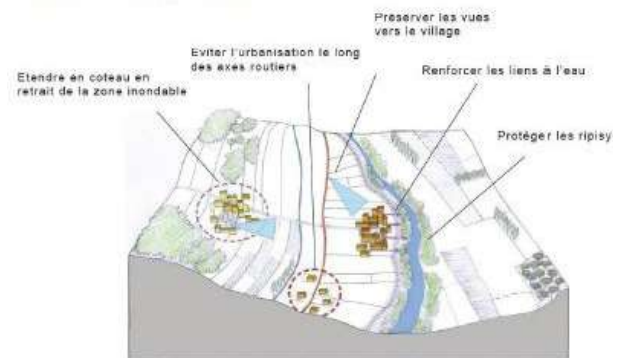 Préserver les vues
vers le village
Eviter l'urbanisation le long
des axes routiers
Renforcer les liens à l'eau
Etendre en coteau en
retrait de la zone inondable
Protéger les ripisy